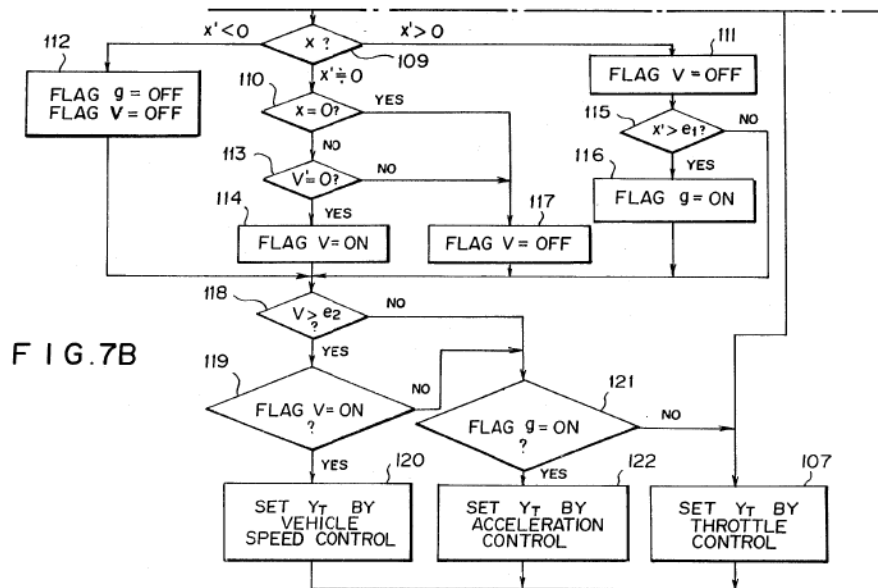 x'<0
x ?
x'>0
109
112
FLAG g = OFF
FLAG V = OFF
x'≒0
110
x=0?
YES
NO
111
FLAG V = OFF
115
x'>e1?
NO
YES
113
V'=0?
NO
YES
116
FLAG g = ON
114
FLAG V = ON
117
FLAG V = OFF
118
V> e2
?
NO
YES
FIG.7B
119
FLAG V = ON
?
NO
YES
121
FLAG g = ON
?
NO
YES
120
SET YT BY
VEHICLE
SPEED CONTROL
122
SET YT BY
ACCELERATION
CONTROL
107
SET YT BY
THROTTLE
CONTROL